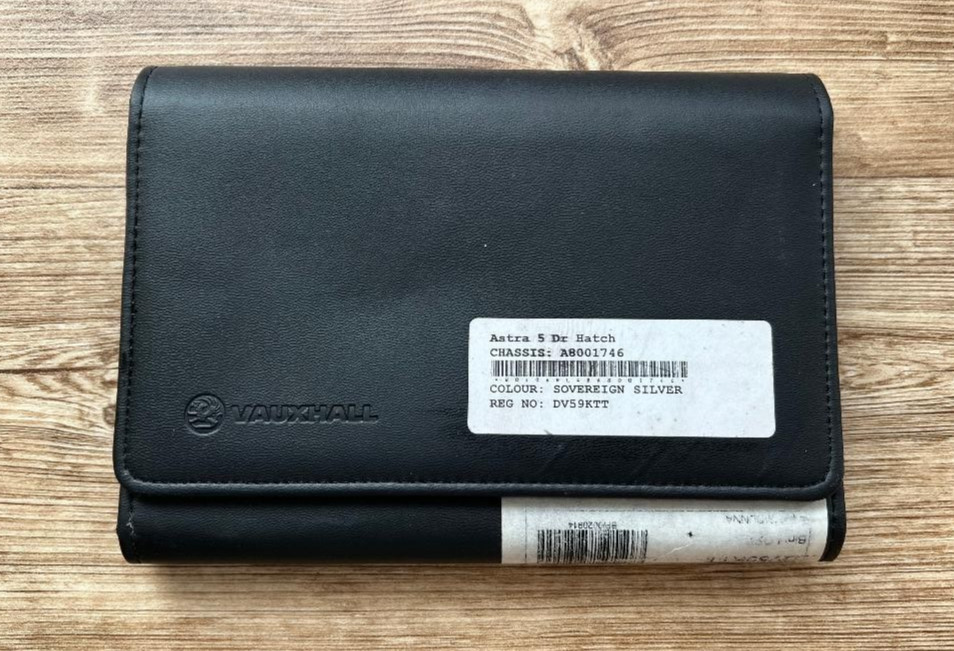 Astra 5 Dr Hatch
CHASSIS: A8001746
COLOUR: SOVEREIGN SILVER
REG NO: DV59KTT
VAUXHALL